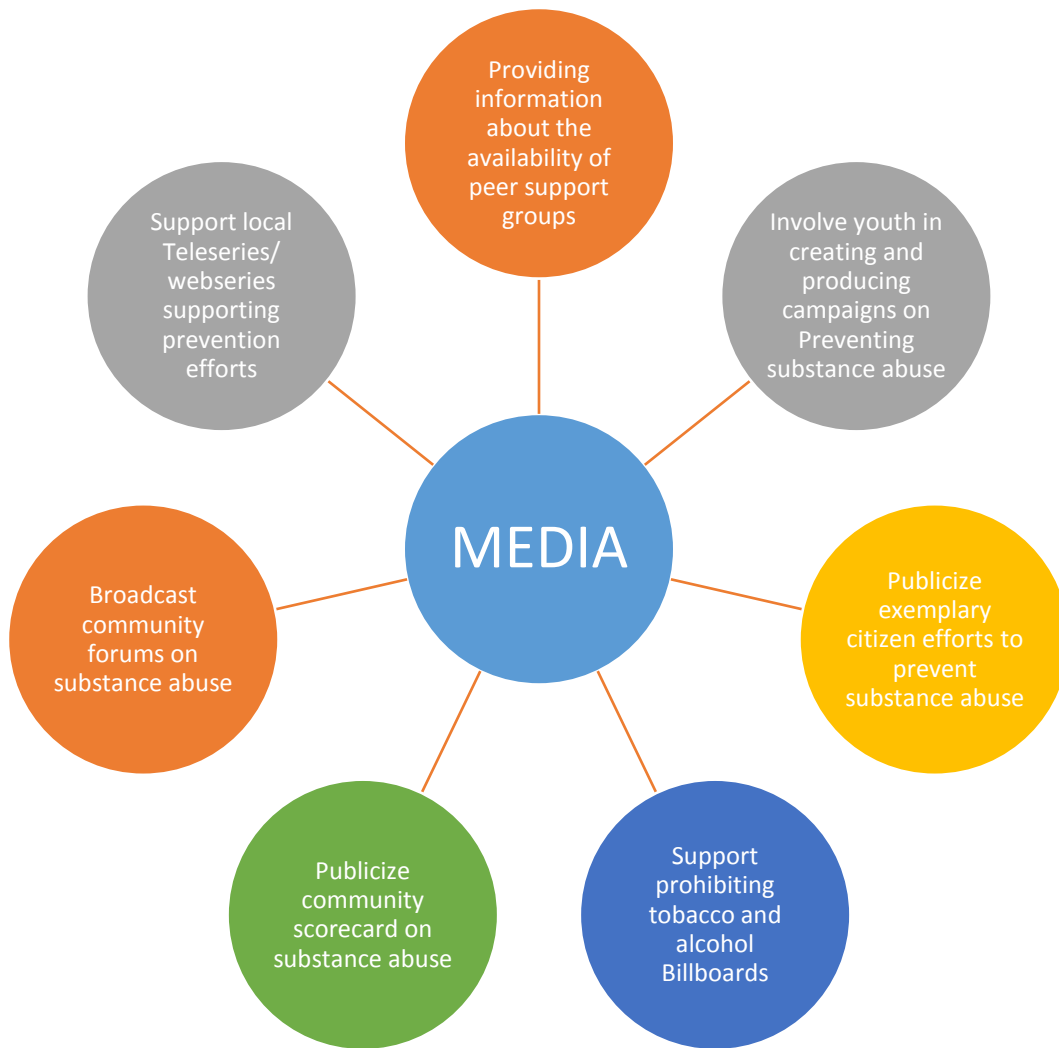 Providing
information
about the
availability of
peer support
groups
Involve youth in
creating and
producing
campaigns on
Preventing
substance abuse
Publicize
exemplary
citizen efforts to
prevent
substance abuse
Support
prohibiting
tobacco and
alcohol
Billboards
Publicize
community
scorecard on
substance abuse
Broadcast
community
forums on
substance abuse
Support local
Teleseries/
webseries
supporting
prevention
efforts
MEDIA